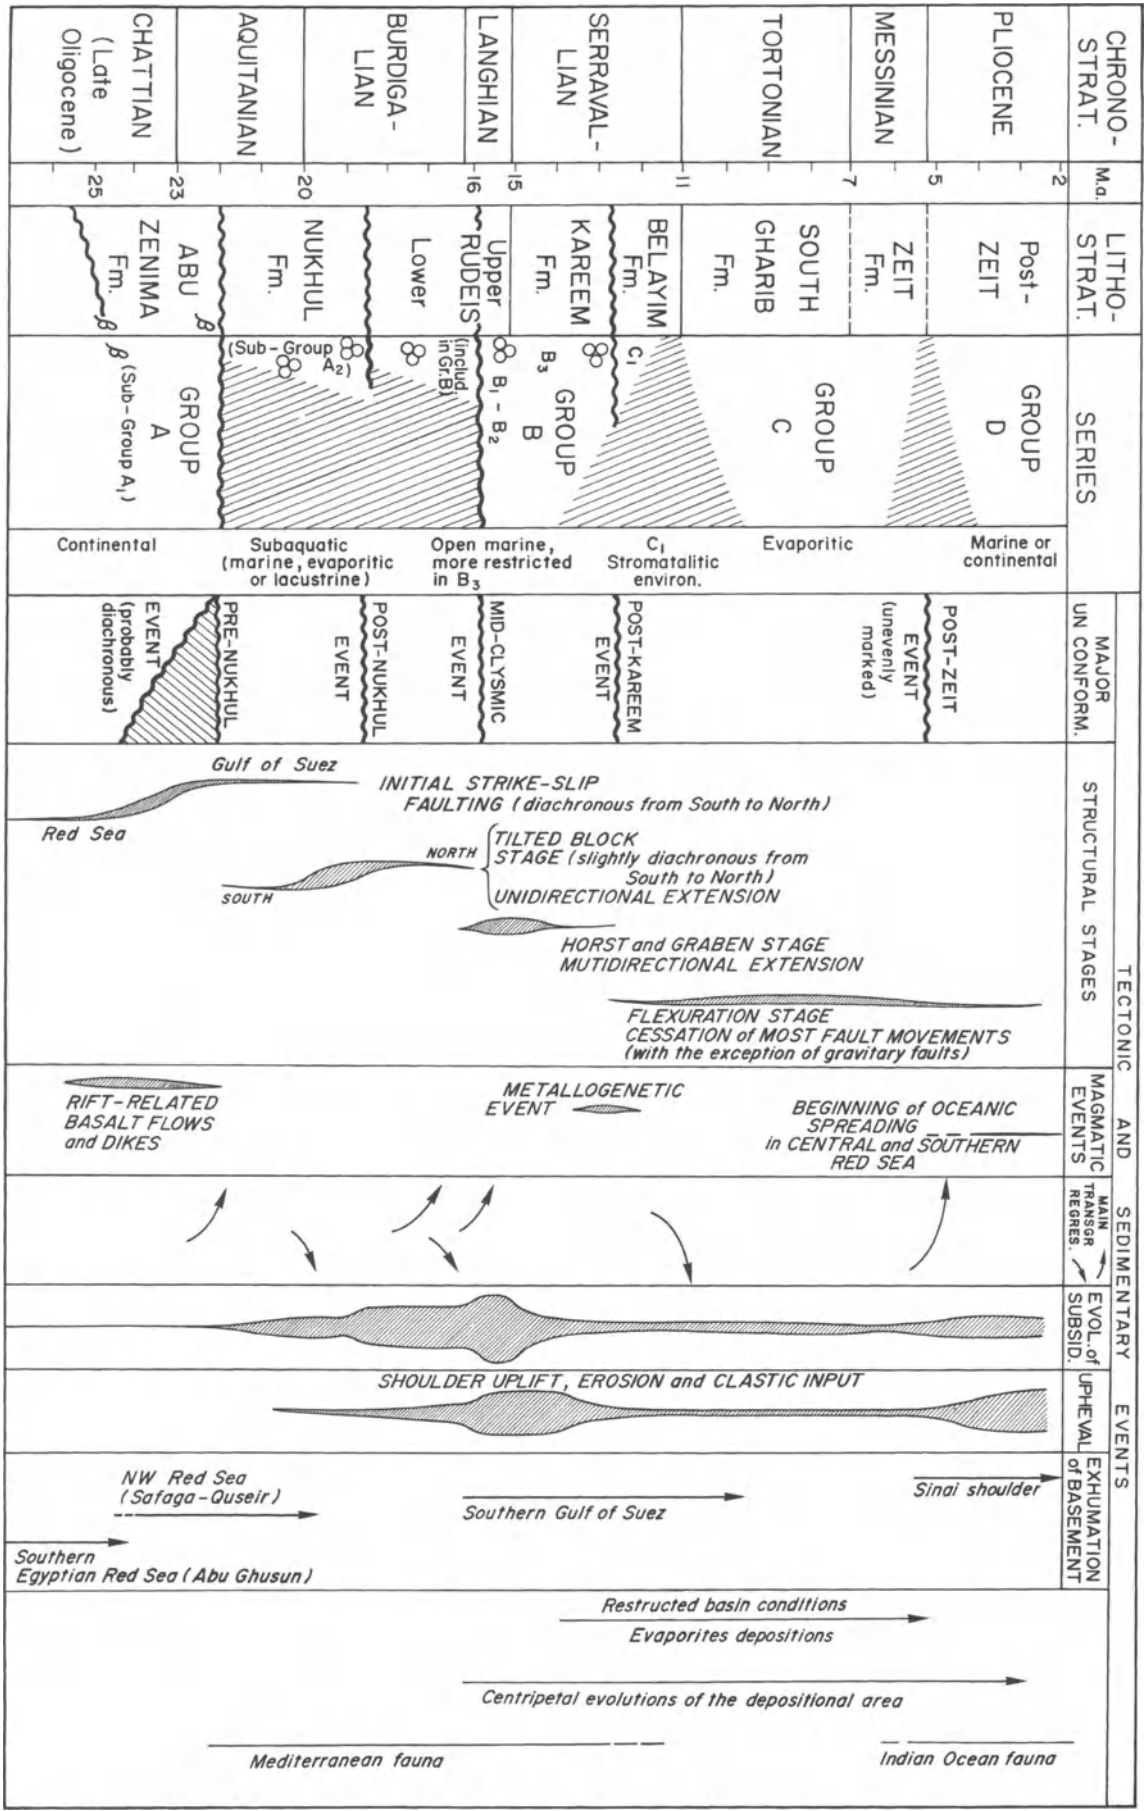 CHRONO-
STRAT.
PLIOCENE
MESSINIAN
TORTONIAN
SERRAVAL-
LIAN
LANGHIAN
BURDIGA-
LIAN
AQUITANIAN
CHATTIAN
(Late
Oligocene)
M.a.
2
5
7
11
15
16
20
23
25
LITHO-
STRAT.
Post-
ZEIT
ZEIT
Fm.
SOUTH
GHARIB
Fm.
BELAYIM
Fm.
KAREEM
Fm.
Upper
RUDEIS
Lower
NUKHUL
Fm.
ABU
ZENIMA
Fm.
β
β
SERIES
GROUP
D
GROUP
C
C₁
B₃
GROUP
B
B₁ - B₂
(includ.
in Gr.B)
(Sub-Group
A₂)
GROUP
A
β (Sub-Group A₁)
Continental
Subaquatic
(marine, evaporitic
or lacustrine)
Open marine,
more restricted
in B₃
C₁
Stromatalitic
environ.
Evaporitic
Marine or
continental
MAJOR
UN CONFORM.
PRE-NUKHUL
EVENT
(probably
diachronous)
POST-NUKHUL
EVENT
MID-CLYSMIC
EVENT
POST-KAREEM
EVENT
POST-ZEIT
EVENT
(unevenly
marked)
TECTONIC AND SEDIMENTARY EVENTS
STRUCTURAL STAGES
Gulf of Suez
Red Sea
INITIAL STRIKE-SLIP
FAULTING (diachronous from South to North)
SOUTH
NORTH
TILTED BLOCK
STAGE (slightly diachronous from
South to North)
UNIDIRECTIONAL EXTENSION
HORST and GRABEN STAGE
MUTIDIRECTIONAL EXTENSION
FLEXURATION STAGE
CESSATION of MOST FAULT MOVEMENTS
(with the exception of gravitary faults)
MAGMATIC
EVENTS
RIFT-RELATED
BASALT FLOWS
and DIKES
METALLOGENETIC
EVENT
BEGINNING of OCEANIC
SPREADING
in CENTRAL and SOUTHERN
RED SEA
MAIN
TRANSGR
REGRES.
EVOL. of
SUBSID.
UPHEVAL
SHOULDER UPLIFT, EROSION and CLASTIC INPUT
EXHUMATION
of BASEMENT
NW Red Sea
(Safaga-Quseir)
Southern
Egyptian Red Sea (Abu Ghusun)
Southern Gulf of Suez
Sinai shoulder
Restructed basin conditions
Evaporites depositions
Centripetal evolutions of the depositional area
Mediterranean fauna
Indian Ocean fauna